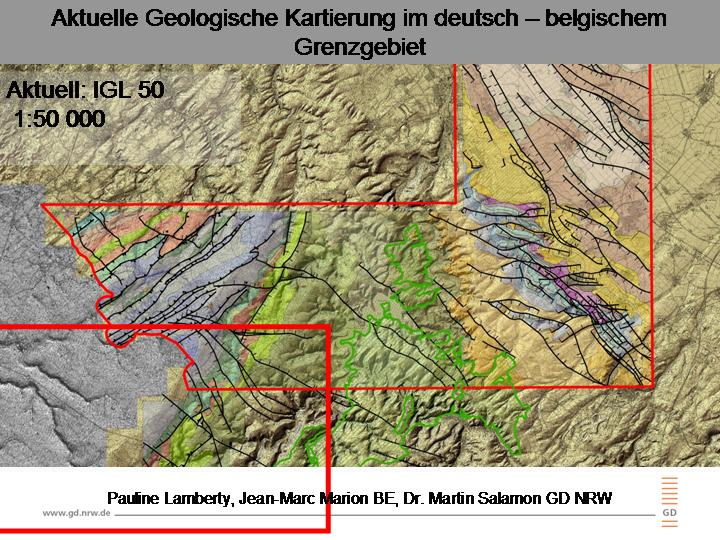 Aktuelle Geologische Kartierung im deutsch – belgischem
Grenzgebiet
Aktuell: IGL 50
1:50 000
Pauline Lamberty, Jean-Marc Marion BE, Dr. Martin Salamon GD NRW
www.gd.nrw.de
GD